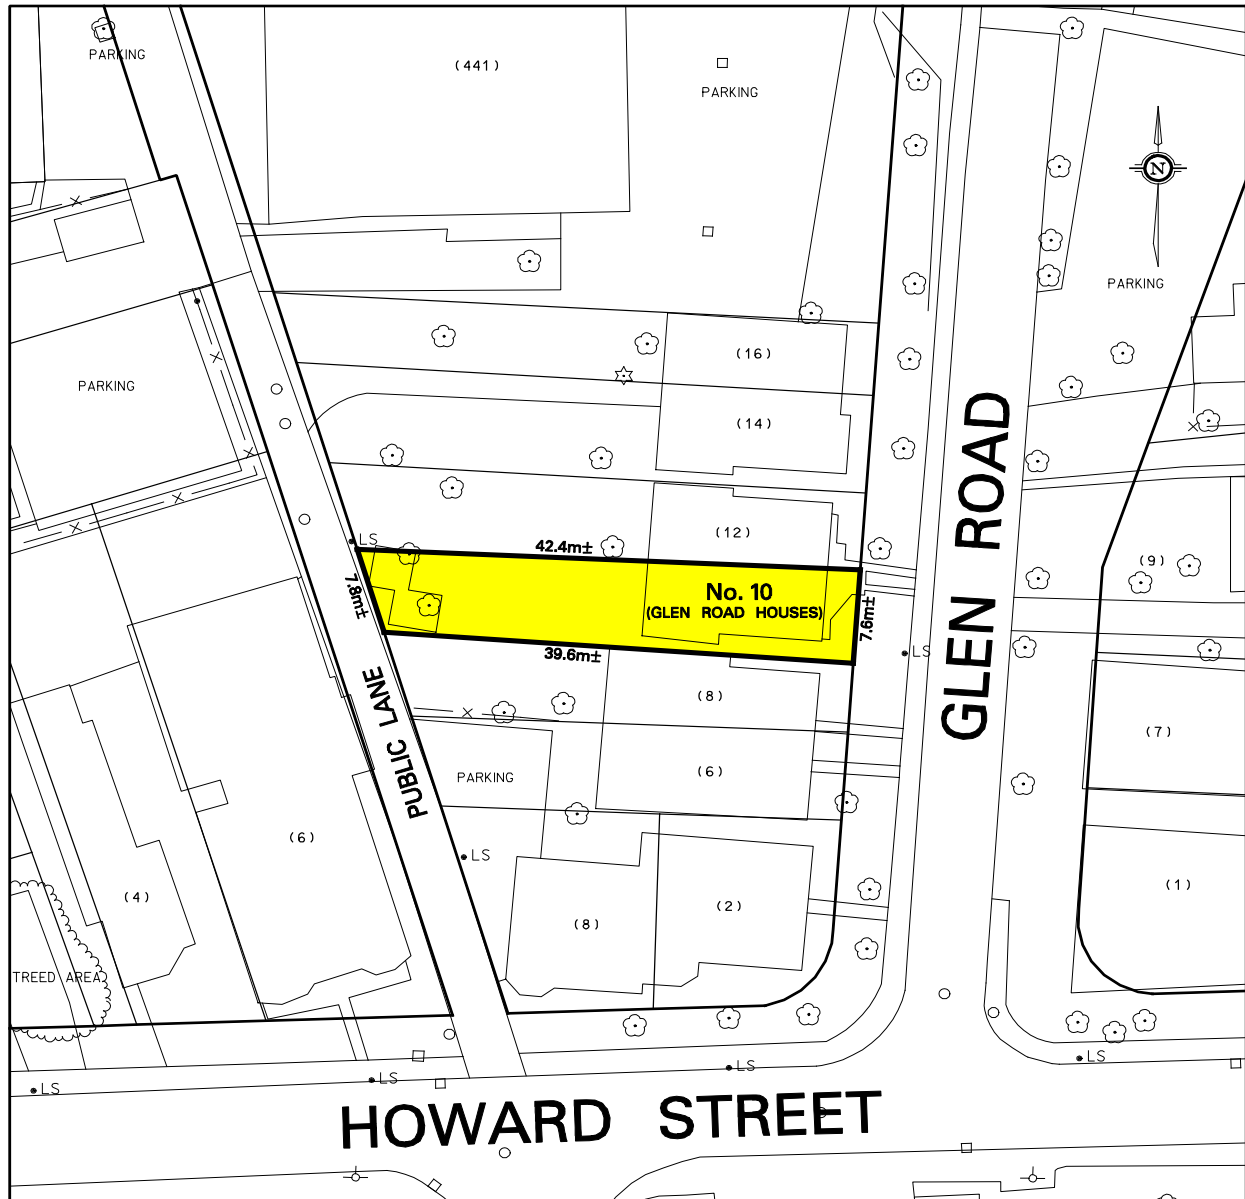 PARKING
(441)
PARKING
N
PARKING
(16)
PARKING
(14)
GLEN ROAD
(12)
LS
42.4m±
(9)
7.8m±
No. 10
(GLEN ROAD HOUSES)
7.6m±
39.6m±
LS
PUBLIC LANE
(8)
(7)
PARKING
(6)
(6)
LS
(4)
(8)
(2)
(1)
TREED AREA
LS
LS
LS
LS
HOWARD STREET